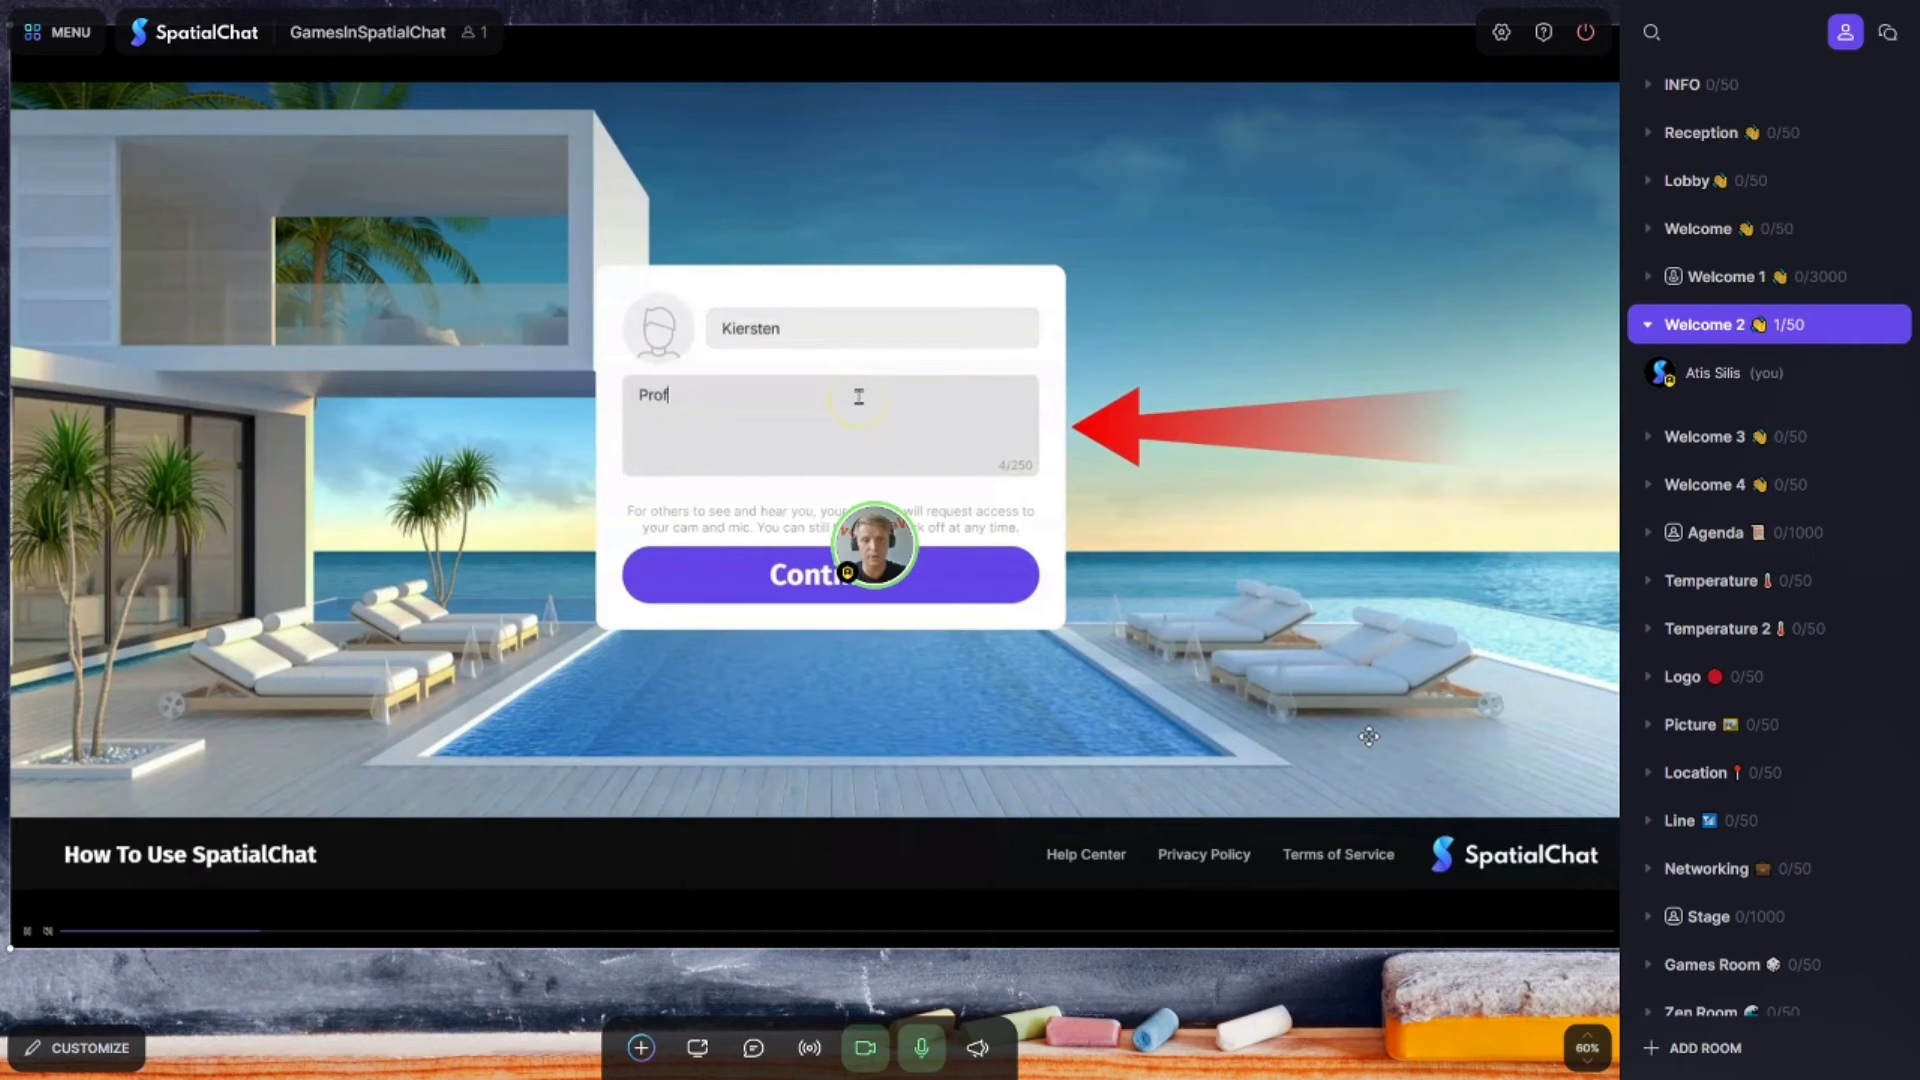 MENU
SpatialChat
GamesInSpatialChat
1
Kiersten
Prof
4/250
For others to see and hear you, your will request access to
your cam and mic. You can still k off at any time.
Conti
How To Use SpatialChat
Help Center
Privacy Policy
Terms of Service
SpatialChat
CUSTOMIZE
60%
INFO 0/50
Reception 👋 0/50
Lobby 👋 0/50
Welcome 👋 0/50
Welcome 1 👋 0/3000
Welcome 2 👋 1/50
Atis Silis (you)
Welcome 3 👋 0/50
Welcome 4 👋 0/50
Agenda 📜 0/1000
Temperature 🌡 0/50
Temperature 2 🌡 0/50
Logo 🔴 0/50
Picture 🖼 0/50
Location 📍 0/50
Line 📶 0/50
Networking 💼 0/50
Stage 0/1000
Games Room 🎲 0/50
Zen Room 🌊 0/50
ADD ROOM